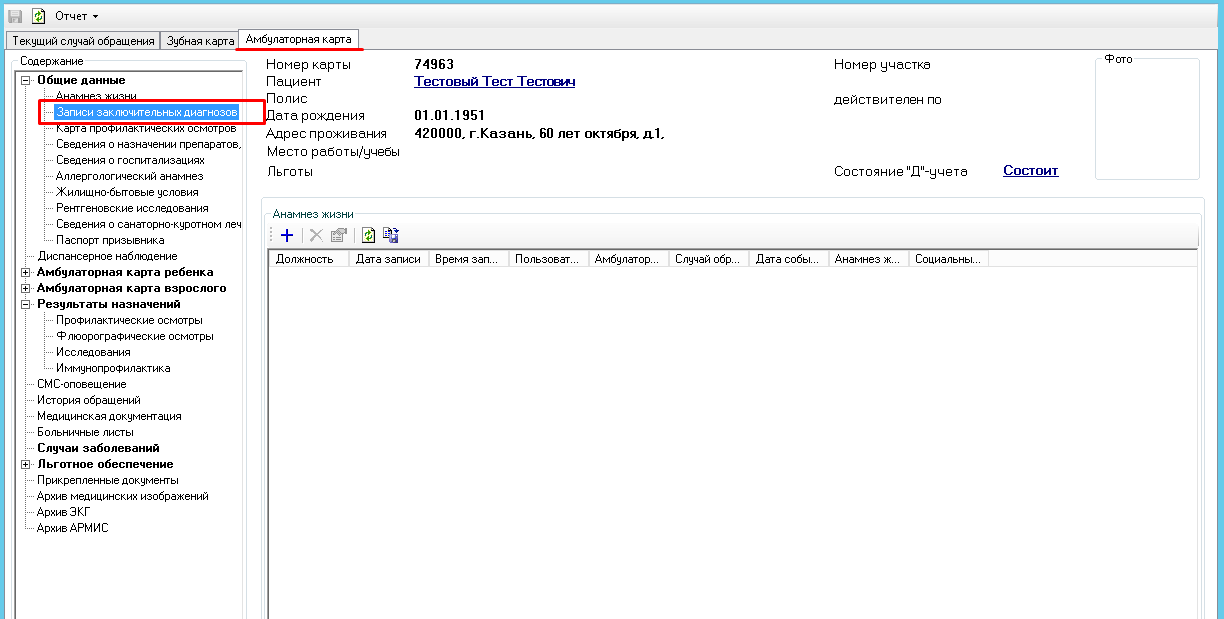 Отчет
Текущий случай обращения Зубная карта Амбулаторная карта
Содержание
Общие данные
Анамнез жизни
Записи заключительных диагнозов
Карта профилактических осмотров
Сведения о назначении препаратов,
Сведения о госпитализациях
Аллергологический анамнез
Жилищно-бытовые условия
Рентгеновские исследования
Сведения о санаторно-куротном леч
Паспорт призывника
Диспансерное наблюдение
Амбулаторная карта ребенка
Амбулаторная карта взрослого
Результаты назначений
Профилактические осмотры
Флюорографические осмотры
Исследования
Иммунопрофилактика
СМС-оповещение
История обращений
Медицинская документация
Больничные листы
Случаи заболеваний
Льготное обеспечение
Прикрепленные документы
Архив медицинских изображений
Архив ЭКГ
Архив АРМИС
Номер карты 74963
Пациент Тестовый Тест Тестович
Полис
Дата рождения 01.01.1951
Адрес проживания 420000, г.Казань, 60 лет октября, д1,
Место работы/учебы
Льготы
Номер участка
действителен по
Состояние "Д"-учета Состоит
Фото
Анамнез жизни
Должность Дата записи Время зап... Пользоват... Амбулатор... Случай обр... Дата собы... Анамнез ж... Социальны...